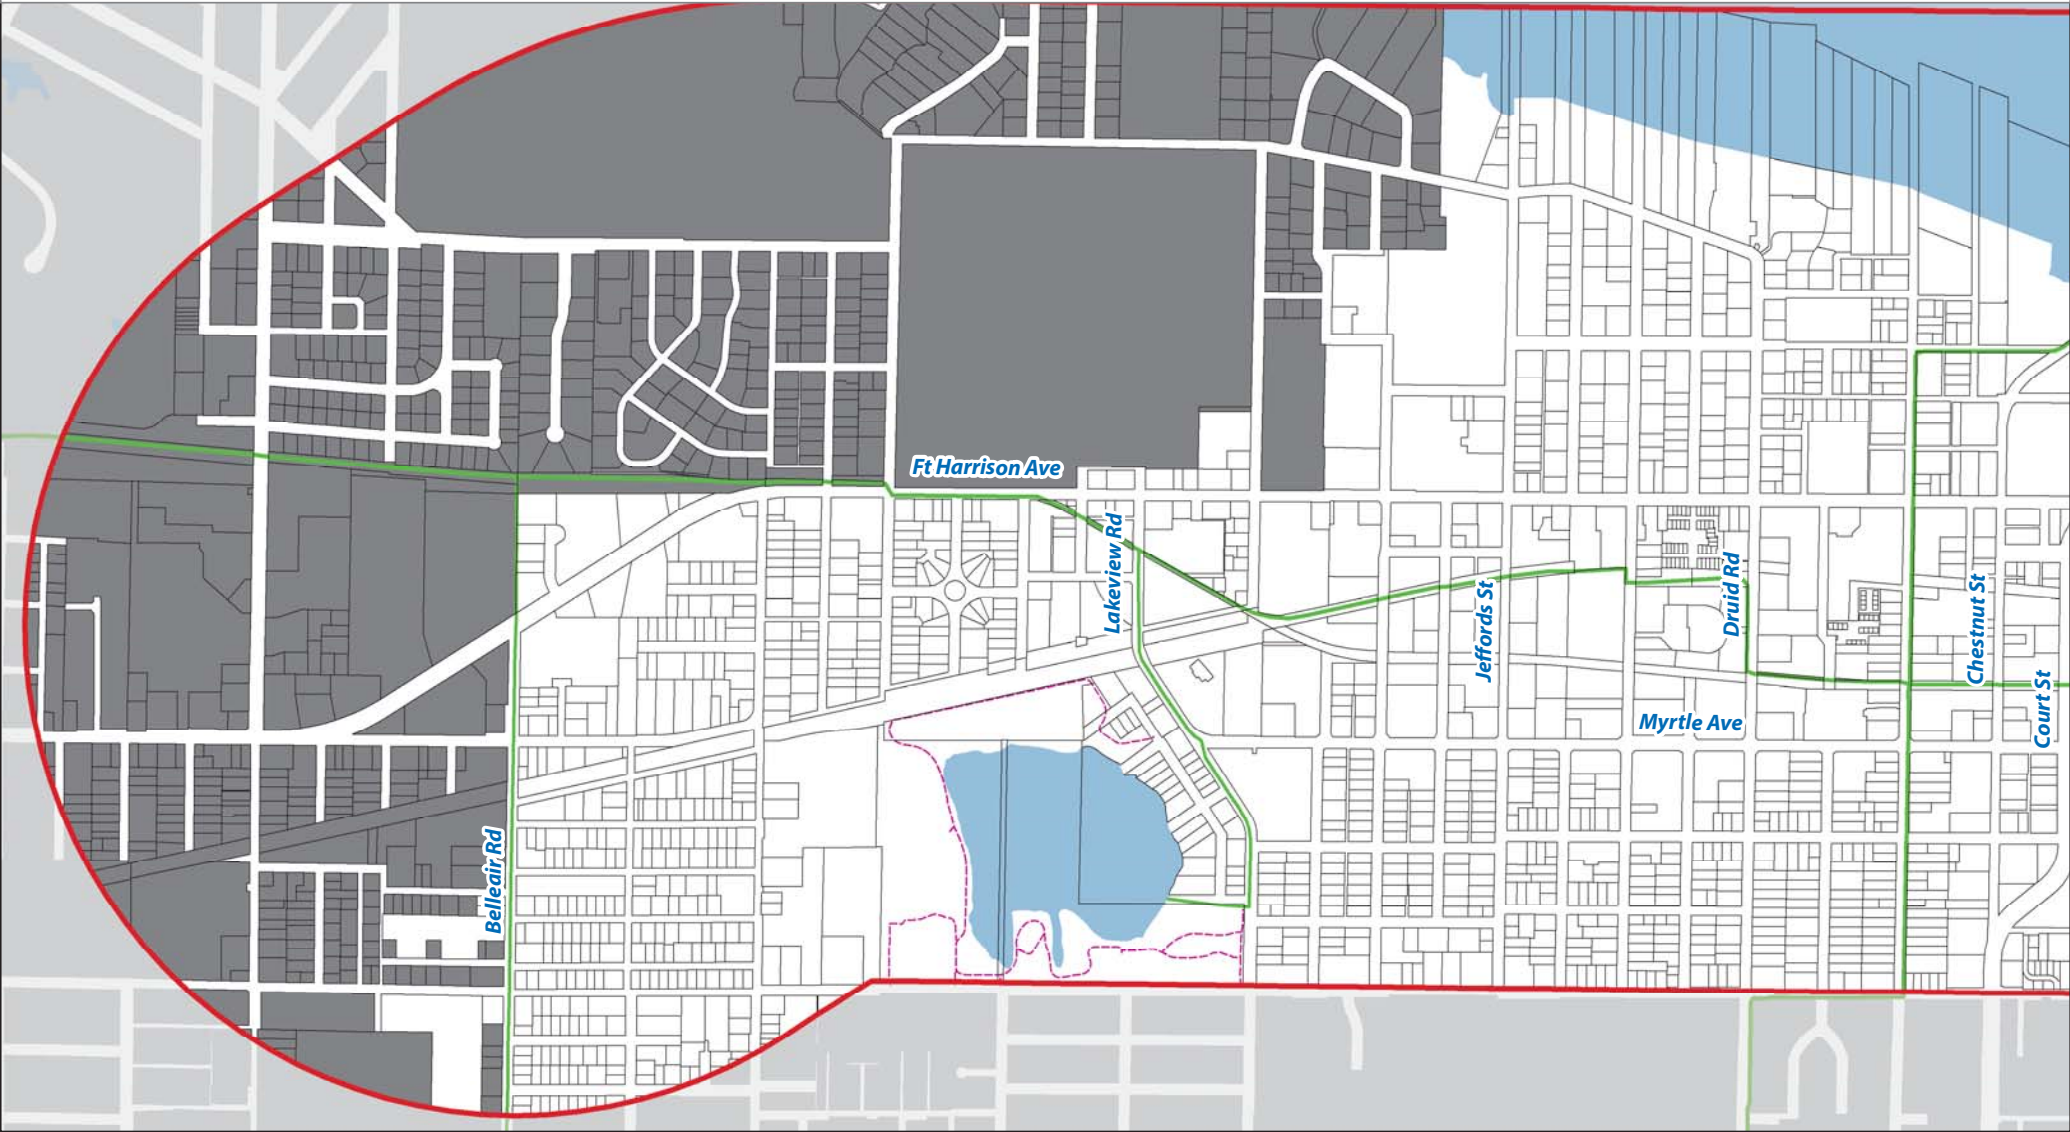 Ft Harrison Ave
Lakeview Rd
Jeffords St
Druid Rd
Chestnut St
Court St
Myrtle Ave
Belleair Rd